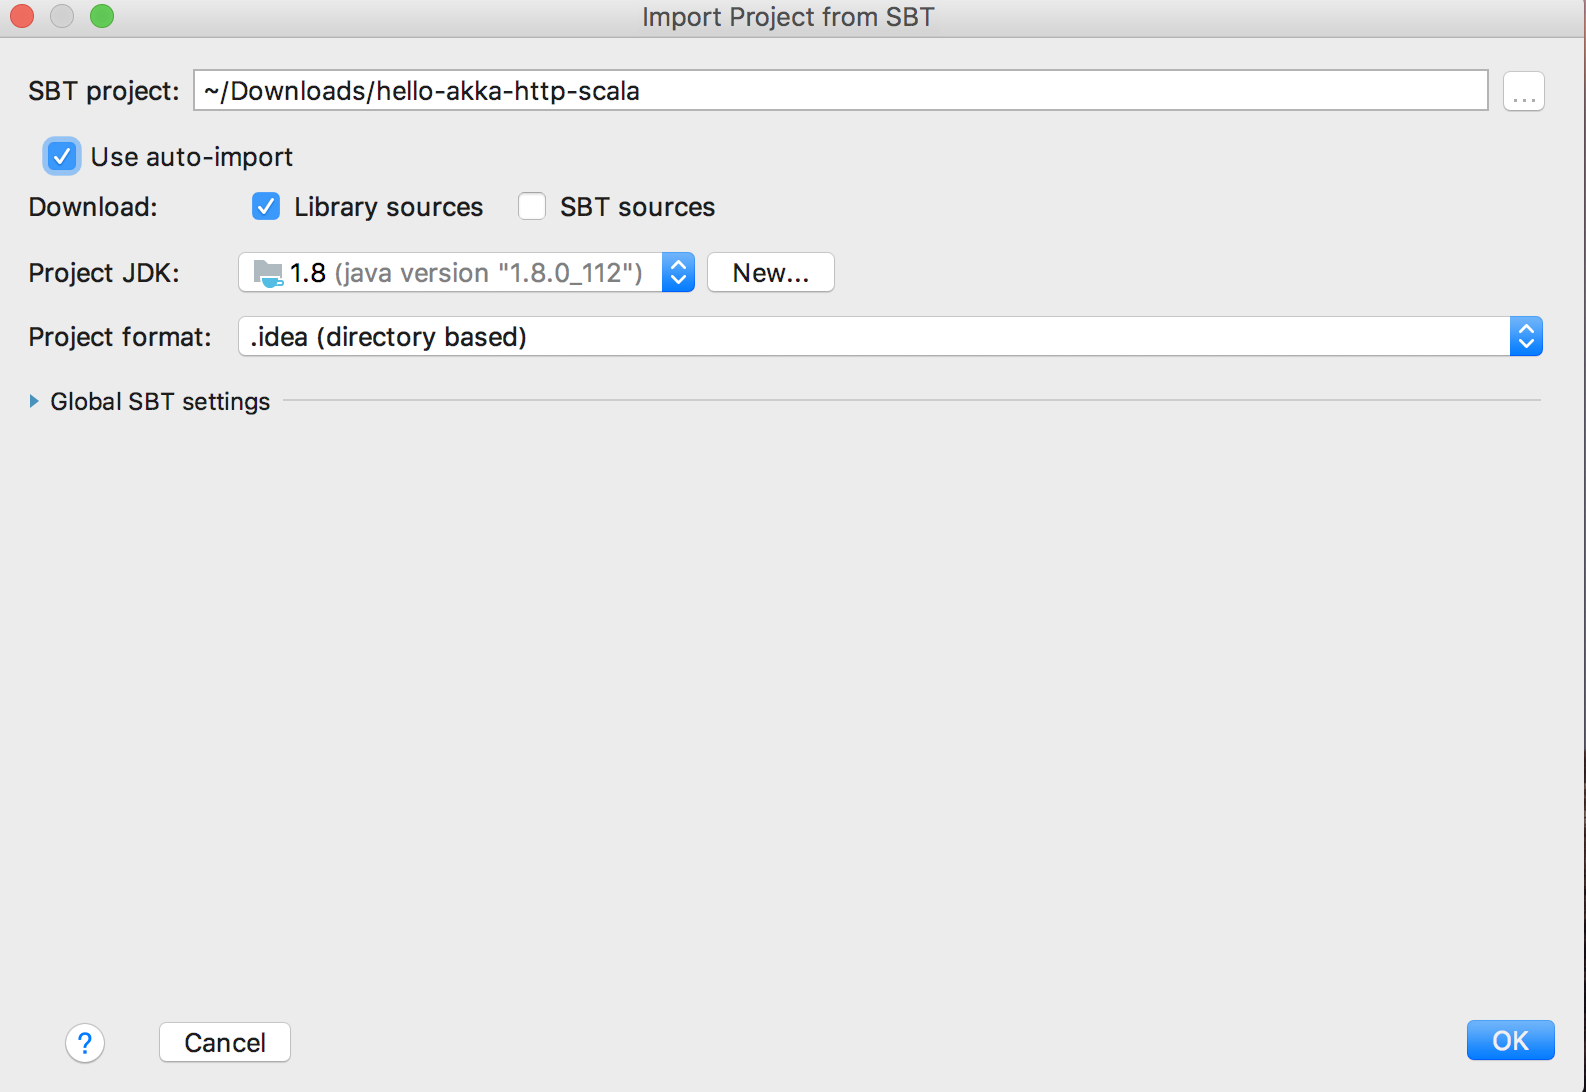 Import Project from SBT
SBT project: ~/Downloads/hello-akka-http-scala ...
Use auto-import
Download: Library sources SBT sources
Project JDK: 1.8 (java version "1.8.0_112") New...
Project format: .idea (directory based)
Global SBT settings
? Cancel OK